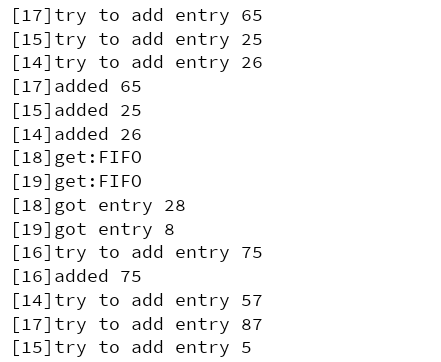 [17]try to add entry 65
[15]try to add entry 25
[14]try to add entry 26
[17]added 65
[15]added 25
[14]added 26
[18]get:FIFO
[19]get:FIFO
[18]got entry 28
[19]got entry 8
[16]try to add entry 75
[16]added 75
[14]try to add entry 57
[17]try to add entry 87
[15]try to add entry 5